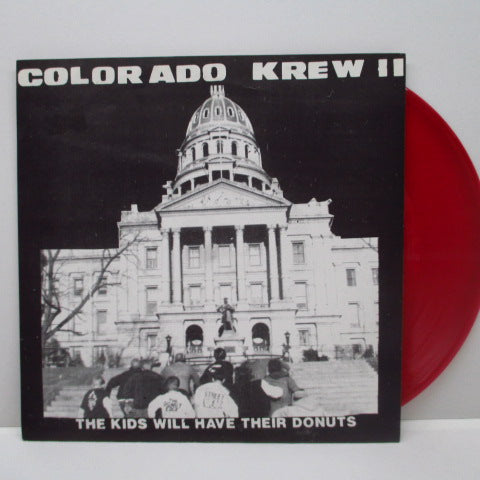 COLORADO KREW II
THE KIDS WILL HAVE THEIR DONUTS